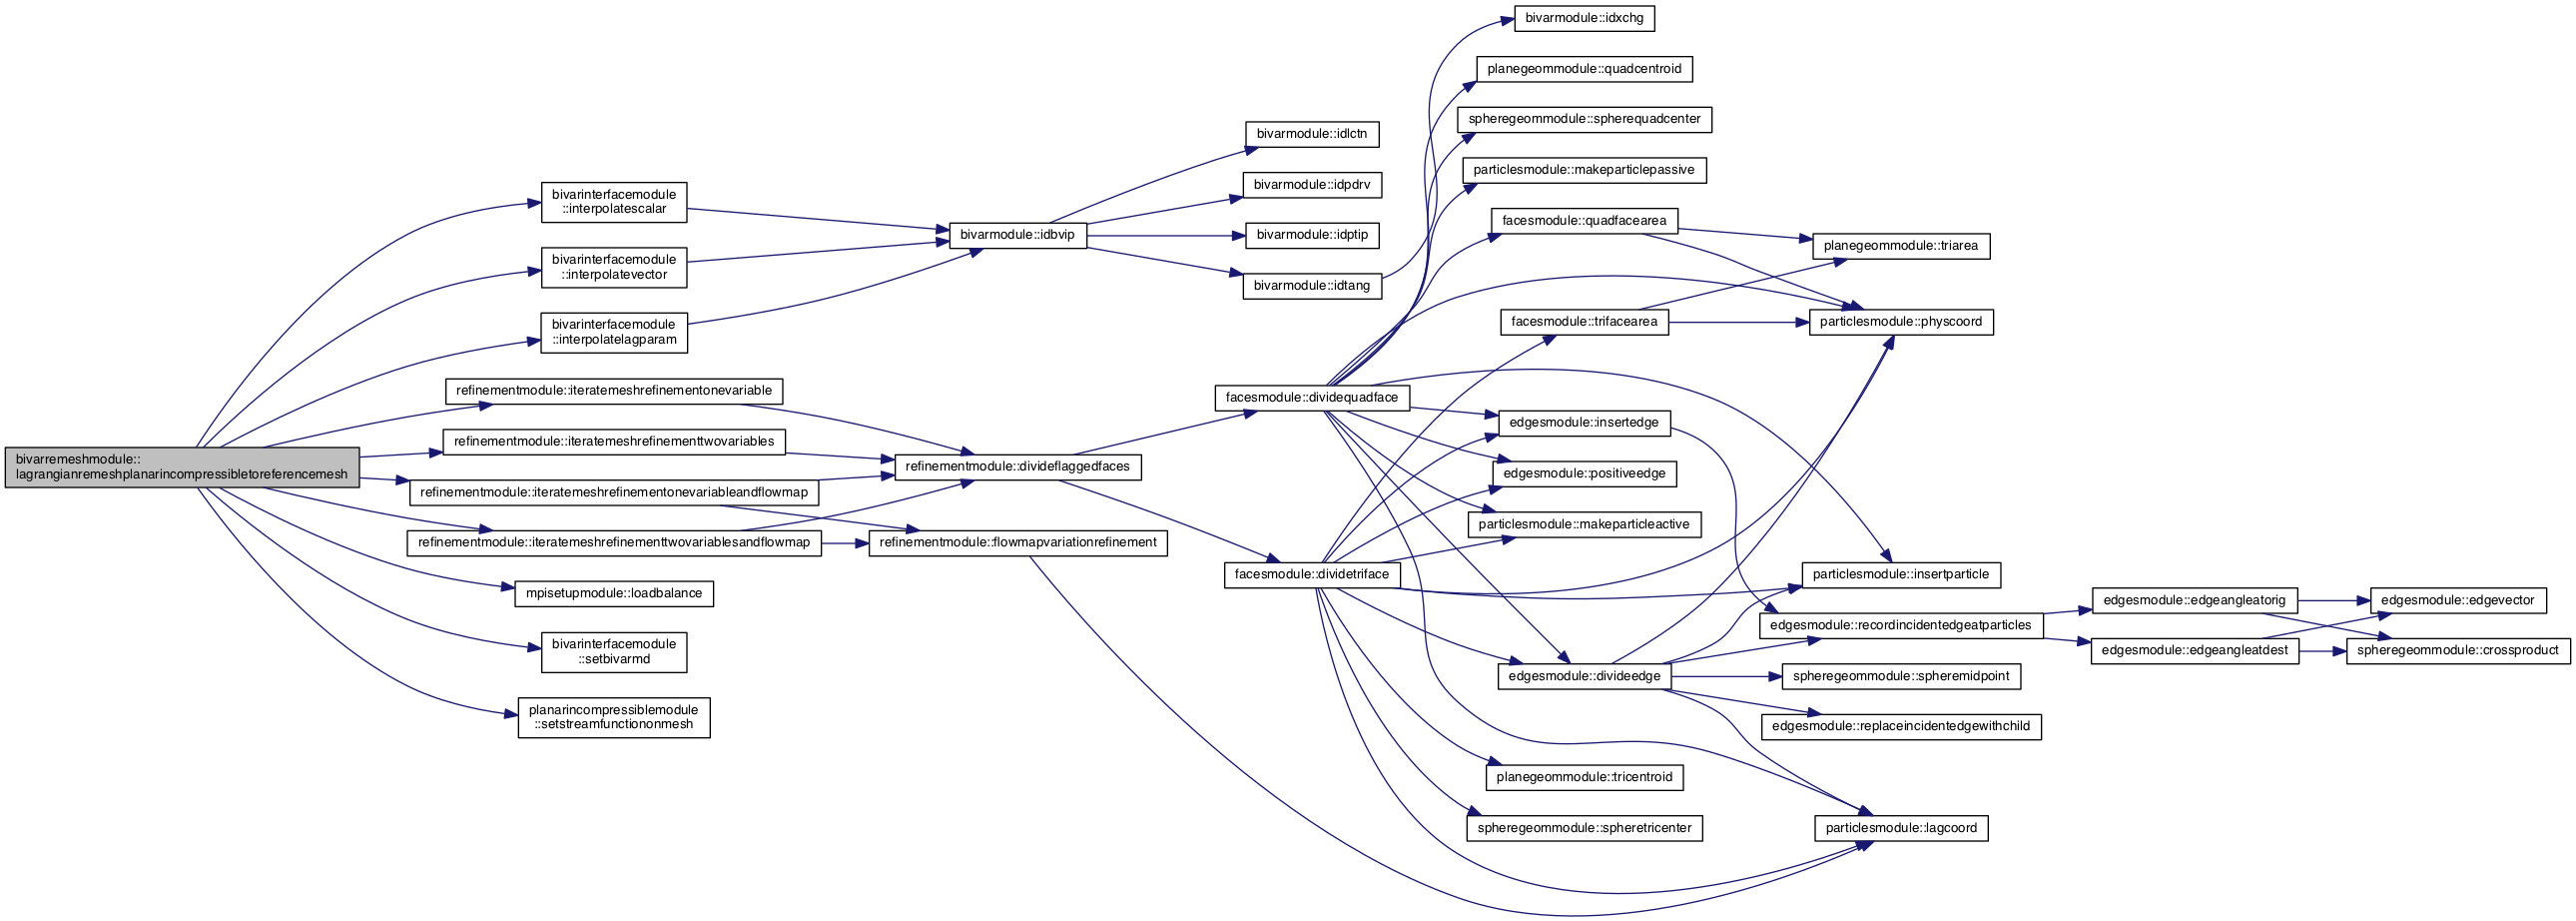 bivarremeshmodule::
lagrangianremeshplanarincompressibletoreferencemesh
bivarinterfacemodule
::interpolatescalar
bivarinterfacemodule
::interpolatevector
bivarinterfacemodule
::interpolatelagparam
refinementmodule::iteratemeshrefinementonevariable
refinementmodule::iteratemeshrefinementtwovariables
refinementmodule::iteratemeshrefinementonevariableandflowmap
refinementmodule::iteratemeshrefinementtwovariablesandflowmap
mpisetupmodule::loadbalance
bivarinterfacemodule
::setbivarmd
planarincompressiblemodule
::setstreamfunctiononmesh
bivarmodule::idbvip
refinementmodule::divideflaggedfaces
refinementmodule::flowmapvariationrefinement
bivarmodule::idlctn
bivarmodule::idpdrv
bivarmodule::idptip
bivarmodule::idtang
facesmodule::dividequadface
facesmodule::dividetriface
bivarmodule::idxchg
planegeommodule::quadcentroid
spheregeommodule::spherequadcenter
particlesmodule::makeparticlepassive
facesmodule::quadfacearea
facesmodule::trifacearea
edgesmodule::insertedge
edgesmodule::positiveedge
particlesmodule::makeparticleactive
edgesmodule::divideedge
planegeommodule::tricentroid
spheregeommodule::spheretricenter
planegeommodule::triarea
particlesmodule::physcoord
particlesmodule::insertparticle
edgesmodule::recordincidentedgeatparticles
spheregeommodule::spheremidpoint
edgesmodule::replaceincidentedgewithchild
particlesmodule::lagcoord
edgesmodule::edgeangleatorig
edgesmodule::edgeangleatdest
edgesmodule::edgevector
spheregeommodule::crossproduct